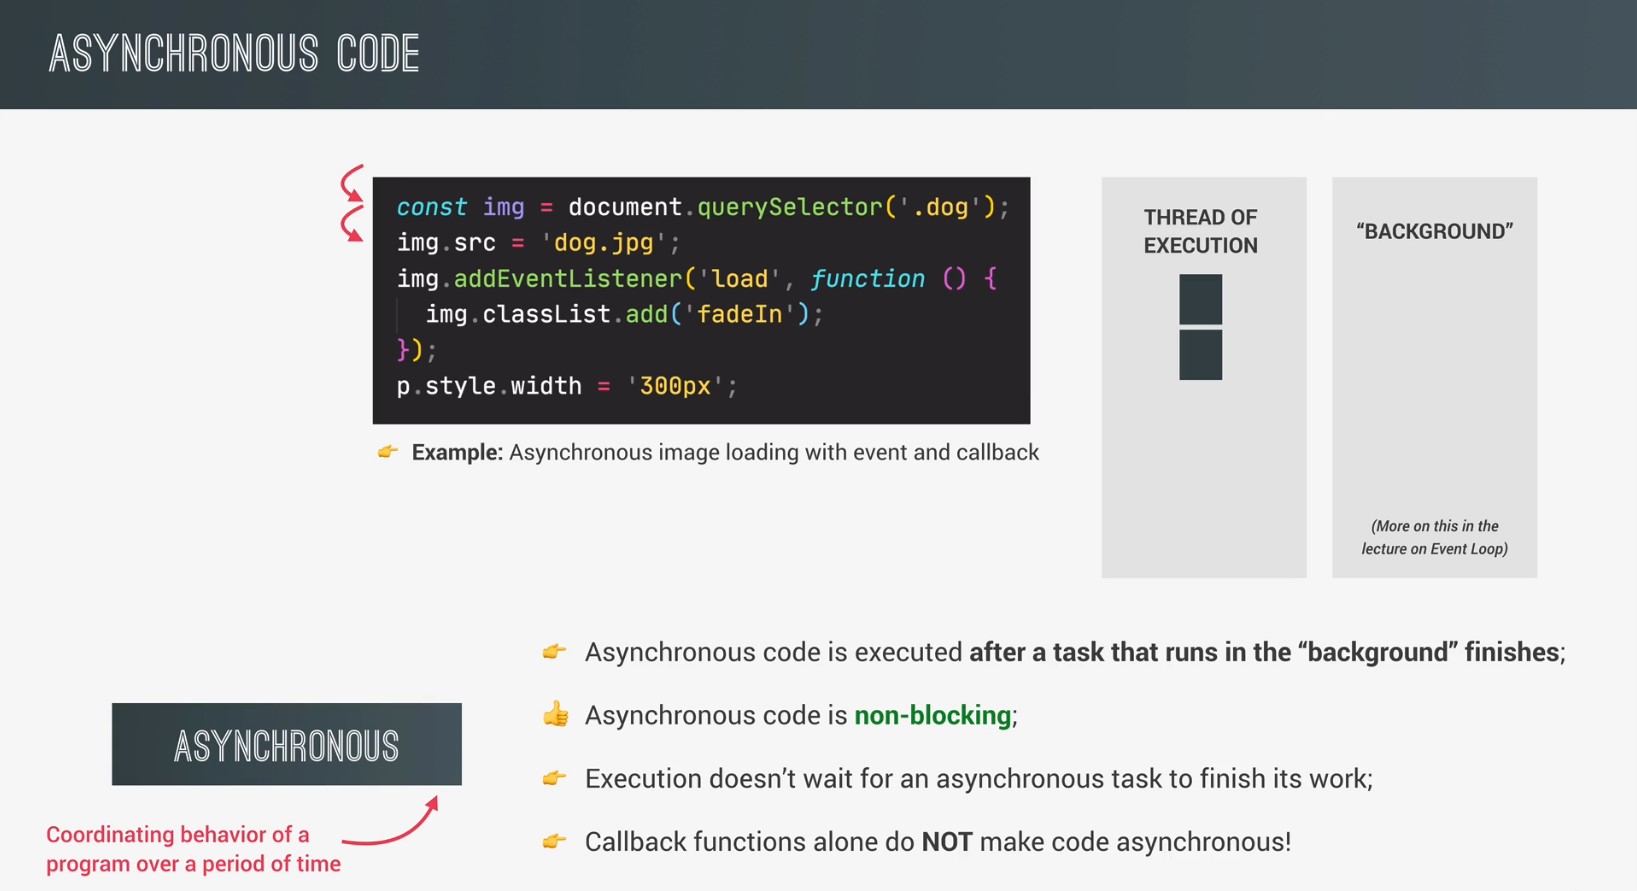 ASYNCHRONOUS CODE
const img = document.querySelector('.dog');
img.src = 'dog.jpg';
img.addEventListener('load', function () {
  img.classList.add('fadeIn');
});
p.style.width = '300px';
👉 Example: Asynchronous image loading with event and callback
THREAD OF
EXECUTION
“BACKGROUND”
(More on this in the
lecture on Event Loop)
👉 Asynchronous code is executed after a task that runs in the “background” finishes;
👍 Asynchronous code is non-blocking;
👉 Execution doesn’t wait for an asynchronous task to finish its work;
👉 Callback functions alone do NOT make code asynchronous!
ASYNCHRONOUS
Coordinating behavior of a
program over a period of time